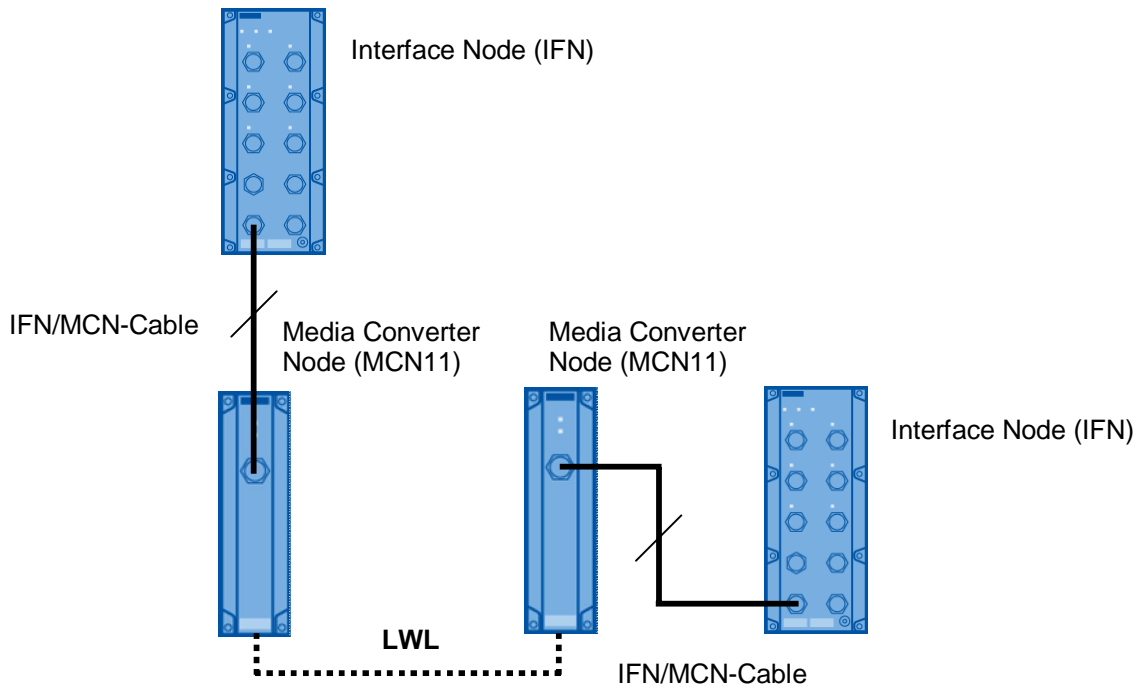 Interface Node (IFN)
IFN/MCN-Cable
Media Converter
Node (MCN11)
Media Converter
Node (MCN11)
Interface Node (IFN)
LWL
IFN/MCN-Cable